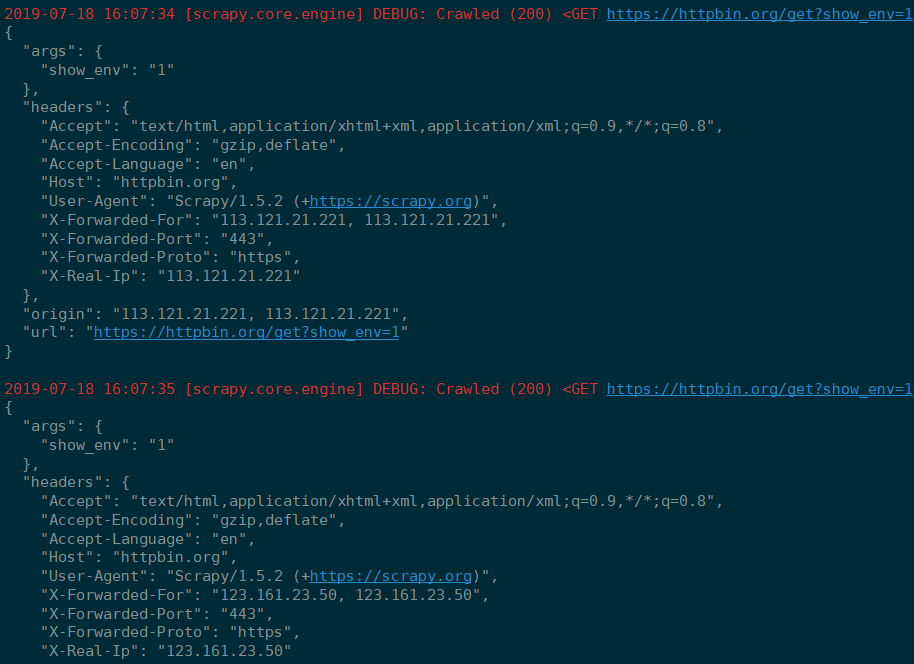 2019-07-18 16:07:34 [scrapy.core.engine] DEBUG: Crawled (200) <GET https://httpbin.org/get?show_env=1
{
  "args": {
    "show_env": "1"
  },
  "headers": {
    "Accept": "text/html,application/xhtml+xml,application/xml;q=0.9,*/*;q=0.8",
    "Accept-Encoding": "gzip,deflate",
    "Accept-Language": "en",
    "Host": "httpbin.org",
    "User-Agent": "Scrapy/1.5.2 (+https://scrapy.org)",
    "X-Forwarded-For": "113.121.21.221, 113.121.21.221",
    "X-Forwarded-Port": "443",
    "X-Forwarded-Proto": "https",
    "X-Real-Ip": "113.121.21.221"
  },
  "origin": "113.121.21.221, 113.121.21.221",
  "url": "https://httpbin.org/get?show_env=1"
}

2019-07-18 16:07:35 [scrapy.core.engine] DEBUG: Crawled (200) <GET https://httpbin.org/get?show_env=1
{
  "args": {
    "show_env": "1"
  },
  "headers": {
    "Accept": "text/html,application/xhtml+xml,application/xml;q=0.9,*/*;q=0.8",
    "Accept-Encoding": "gzip,deflate",
    "Accept-Language": "en",
    "Host": "httpbin.org",
    "User-Agent": "Scrapy/1.5.2 (+https://scrapy.org)",
    "X-Forwarded-For": "123.161.23.50, 123.161.23.50",
    "X-Forwarded-Port": "443",
    "X-Forwarded-Proto": "https",
    "X-Real-Ip": "123.161.23.50"